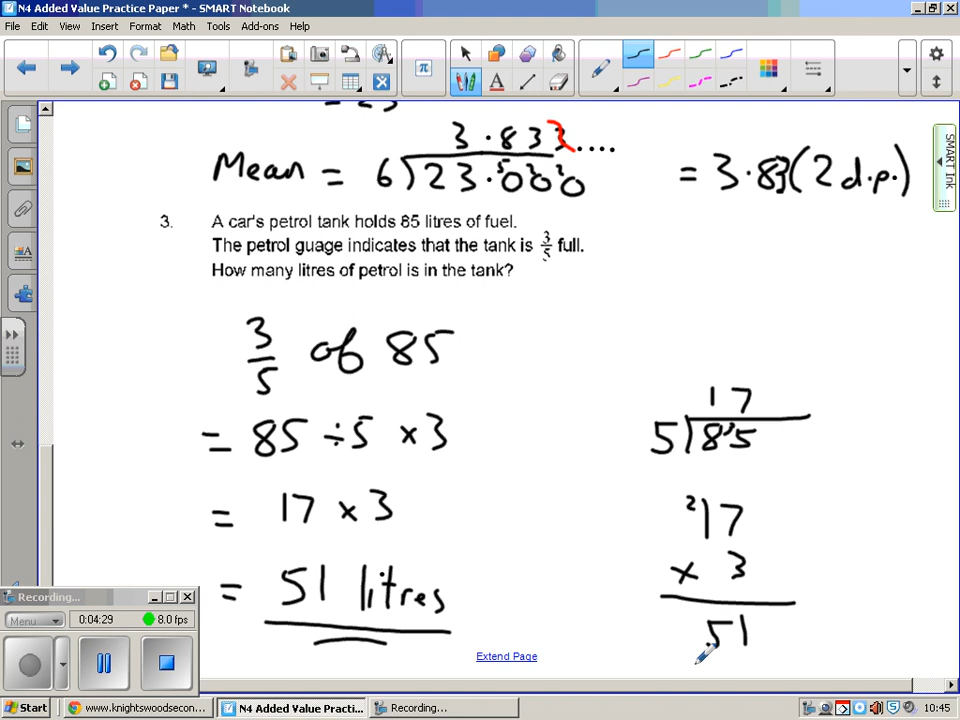 N4 Added Value Practice Paper * - SMART Notebook
File Edit View Insert Format Math Tools Add-ons Help
= 23
3.833....
Mean = 6)23.⁵0²0²0 = 3.83(2 d.p.)
SMART Ink
3. A car's petrol tank holds 85 litres of fuel.
The petrol guage indicates that the tank is 3/5 full.
How many litres of petrol is in the tank?
3/5 of 85
= 85 ÷ 5 × 3
17
5)8³5
= 17 × 3
²17
× 3
51
= 51 litres
Extend Page
Recording...
Menu 0:04:29 8.0 fps
Start www.knightswoodsecon... N4 Added Value Practi... Recording... 10:45